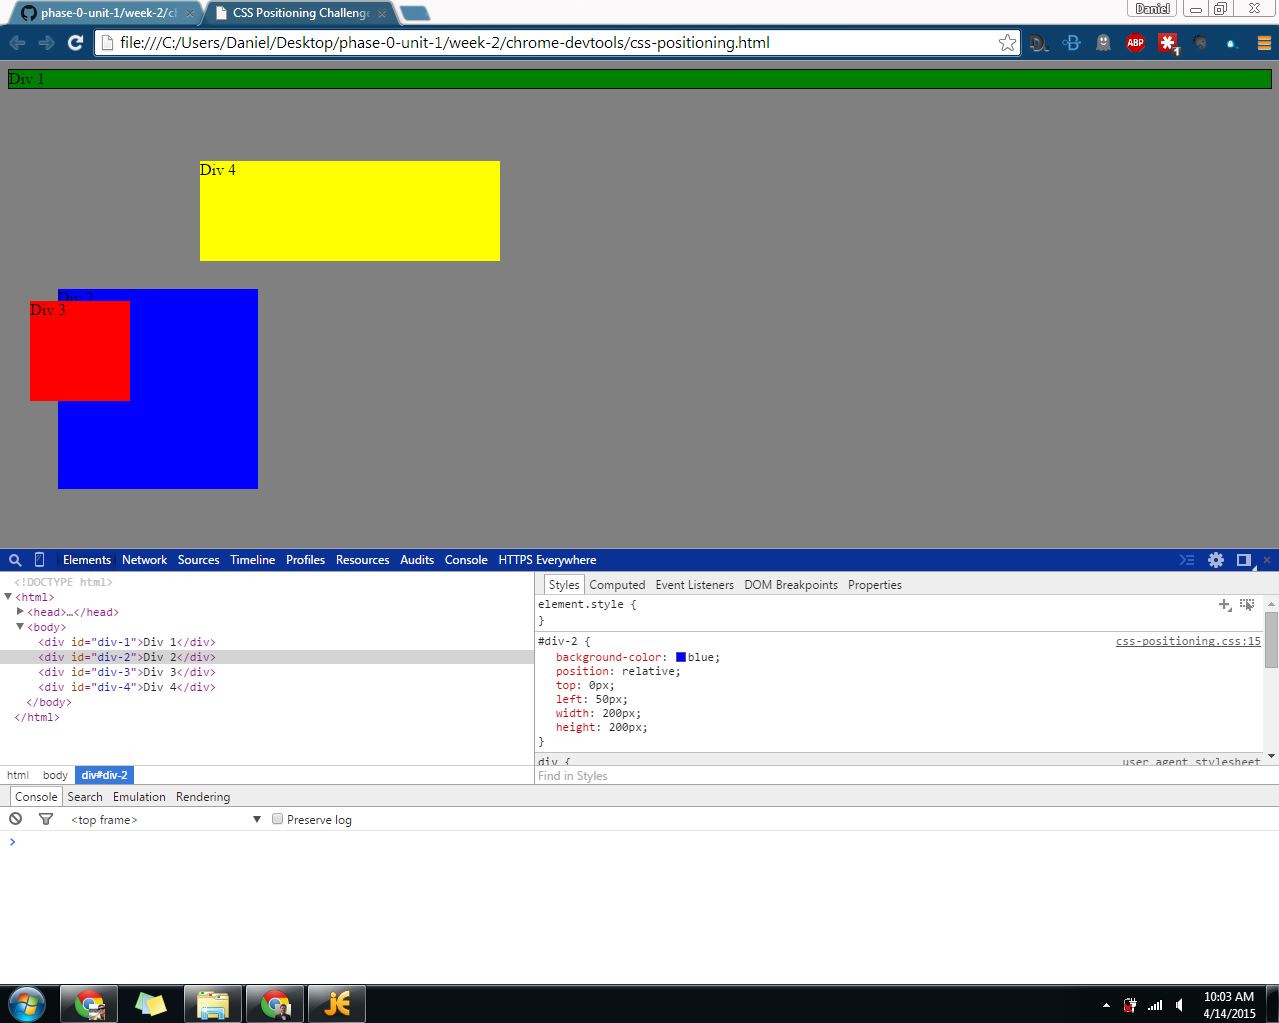 phase-0-unit-1/week-2/cl
CSS Positioning Challenge
Daniel
file:///C:/Users/Daniel/Desktop/phase-0-unit-1/week-2/chrome-devtools/css-positioning.html
ABP
1
Div 1
Div 4
Div 2
Div 3
Elements Network Sources Timeline Profiles Resources Audits Console HTTPS Everywhere
<!DOCTYPE html>
<html>
<head>…</head>
<body>
<div id="div-1">Div 1</div>
<div id="div-2">Div 2</div>
<div id="div-3">Div 3</div>
<div id="div-4">Div 4</div>
</body>
</html>
html body div#div-2
Styles Computed Event Listeners DOM Breakpoints Properties
element.style {
}
#div-2 { css-positioning.css:15
background-color: blue;
position: relative;
top: 0px;
left: 50px;
width: 200px;
height: 200px;
}
div { user agent stylesheet
Find in Styles
Console Search Emulation Rendering
<top frame> Preserve log
10:03 AM
4/14/2015